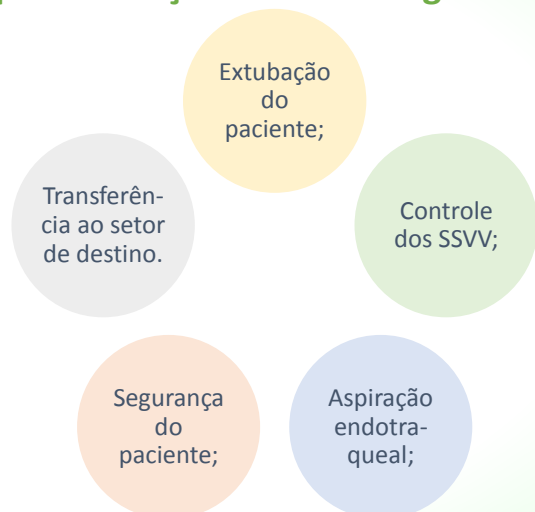 Extubação
do
paciente;
Controle
dos SSVV;
Aspiração
endotra-
queal;
Segurança
do
paciente;
Transferên-
cia ao setor
de destino.